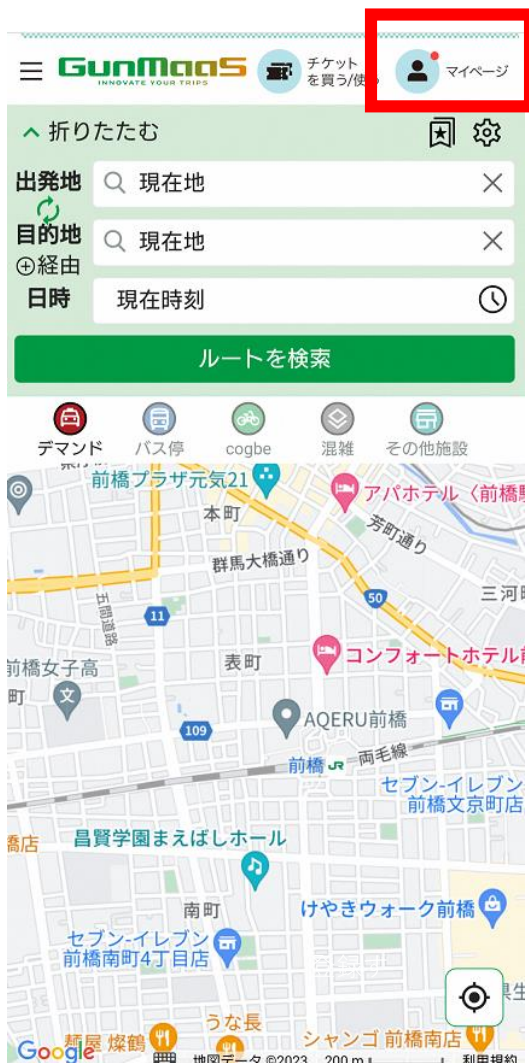 GunMaaS
INNOVATE YOUR TRIPS
チケット
を買う/使
マイページ
折りたたむ
出発地
現在地
目的地
現在地
経由
日時
現在時刻
ルートを検索
デマンド
バス停
cogbe
混雑
その他施設
前橋プラザ元気21
アパホテル〈前橋
本町
芳町通り
群馬大橋通り
50
三河
五間道路
11
表町
コンフォートホテル
前橋女子高
町
文
109
AQERU前橋
前橋
JR
両毛線
セブン-イレブン
前橋文京町店
橋店
昌賢学園まえばしホール
南町
けやきウォーク前橋
セブン-イレブン
前橋南町4丁目店
うな長
麺屋 燦鶴
シャンゴ 前橋南店
Google
地図データ ©2023
200 m
利用規約